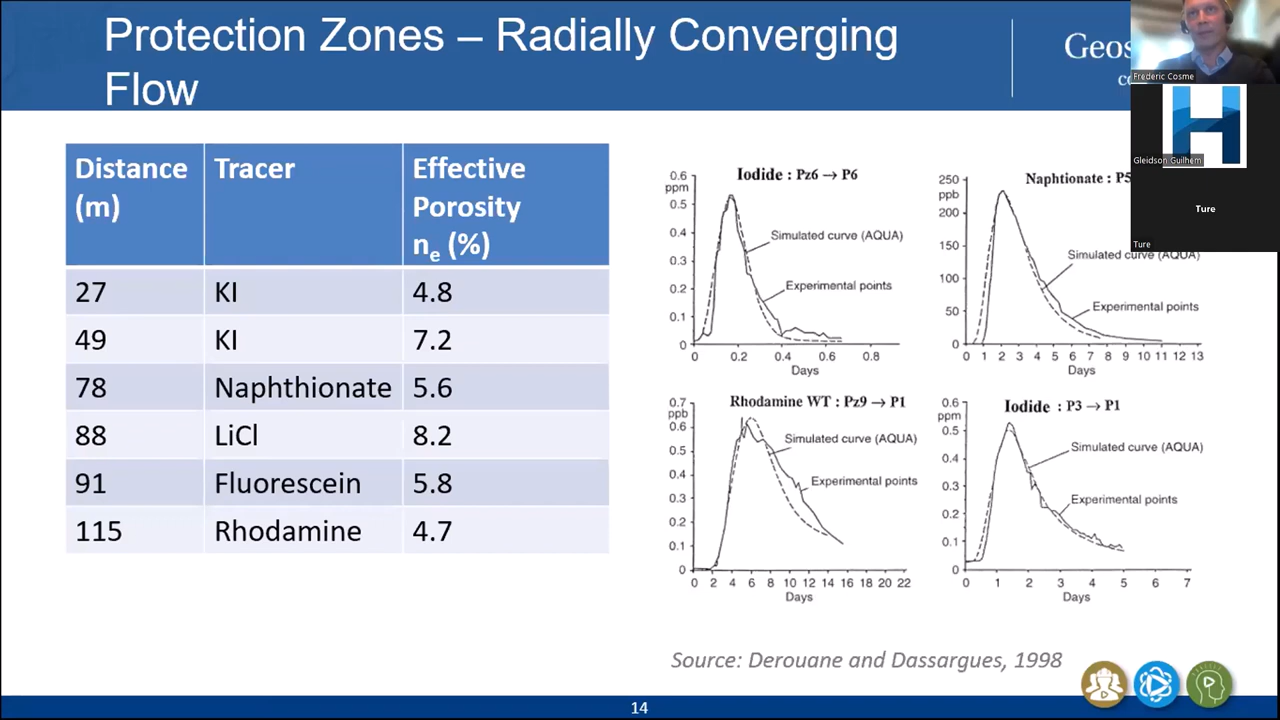 Protection Zones – Radially Converging
Flow
Geos
co
Frederic Cosme
Gleidson Guilhem
Ture
Ture
Distance (m) Tracer Effective Porosity ne (%)
27 KI 4.8
49 KI 7.2
78 Naphthionate 5.6
88 LiCl 8.2
91 Fluorescein 5.8
115 Rhodamine 4.7
Iodide : Pz6 → P6
0.6
ppm
0.5
0.4
0.3
0.2
0.1
0
Simulated curve (AQUA)
Experimental points
0 0.2 0.4 0.6 0.8
Days
Naphtionate : P5
250
ppb
200
150
100
50
0
Simulated curve (AQUA)
Experimental points
0 1 2 3 4 5 6 7 8 9 10 11 12 13
Days
Rhodamine WT : Pz9 → P1
0.7
ppb
0.6
0.5
0.4
0.3
0.2
0.1
0
Simulated curve (AQUA)
Experimental points
0 2 4 6 8 10 12 14 16 18 20 22
Days
Iodide : P3 → P1
0.6
ppm
0.5
0.4
0.3
0.2
0.1
0
Simulated curve (AQUA)
Experimental points
0 1 2 3 4 5 6 7
Days
Source: Derouane and Dassargues, 1998
14